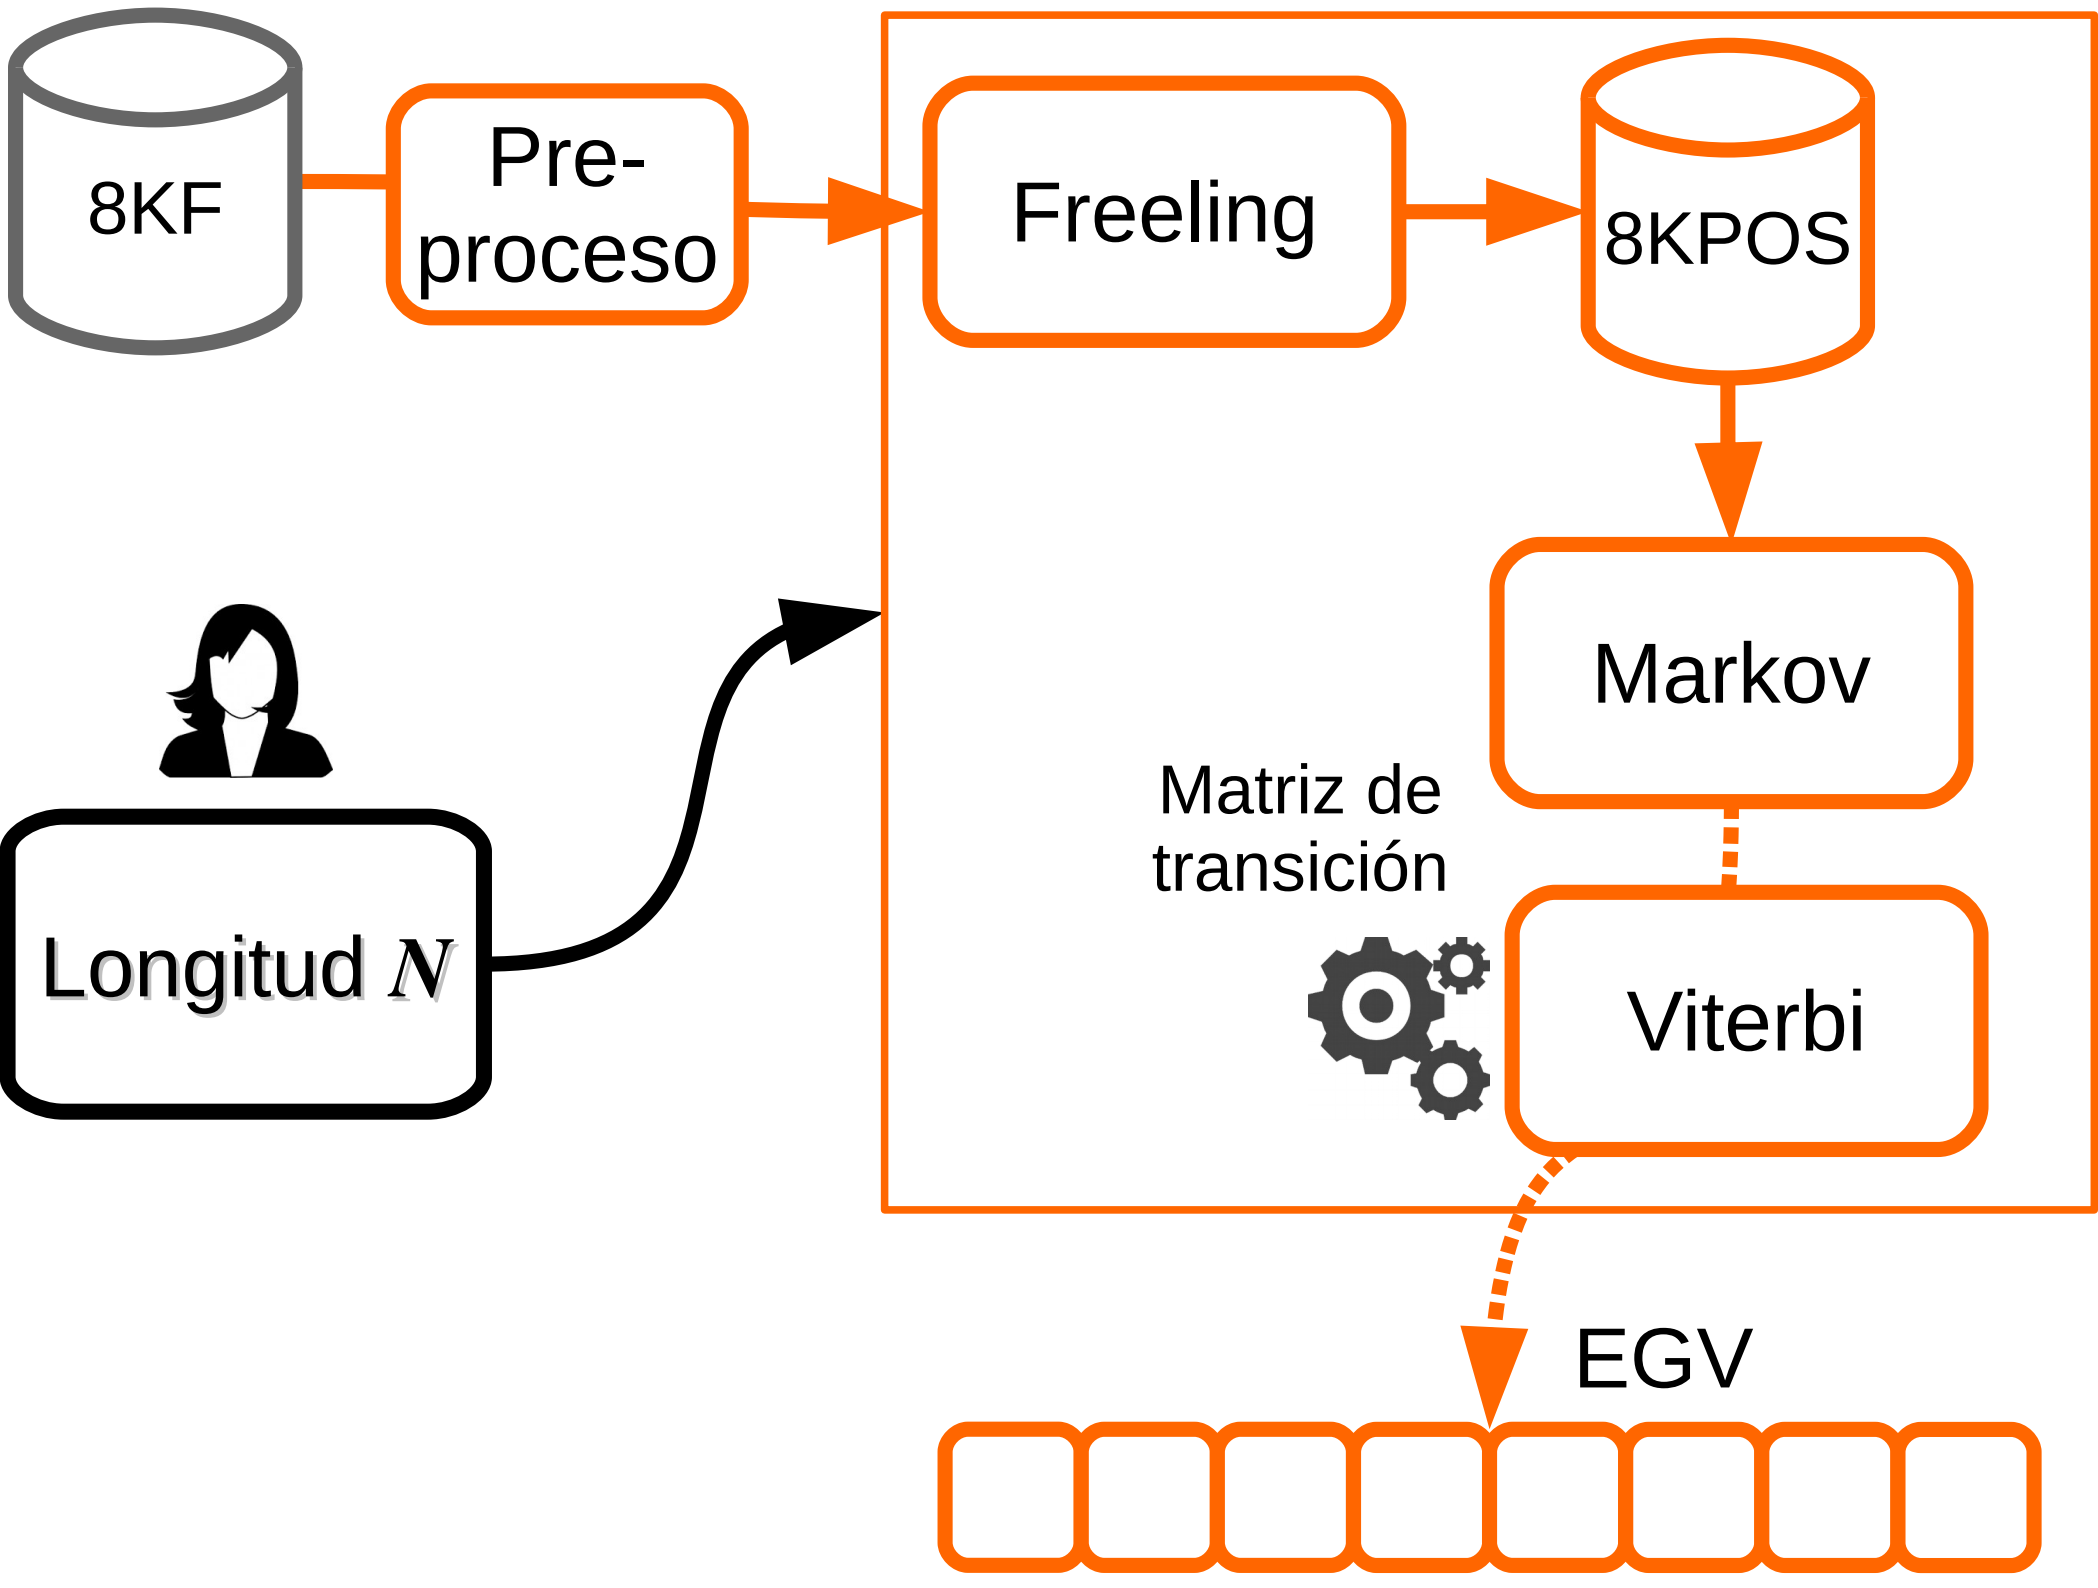 8KF
Pre-
proceso
Freeling
8KPOS
Markov
Matriz de
transición
Longitud N
Viterbi
EGV